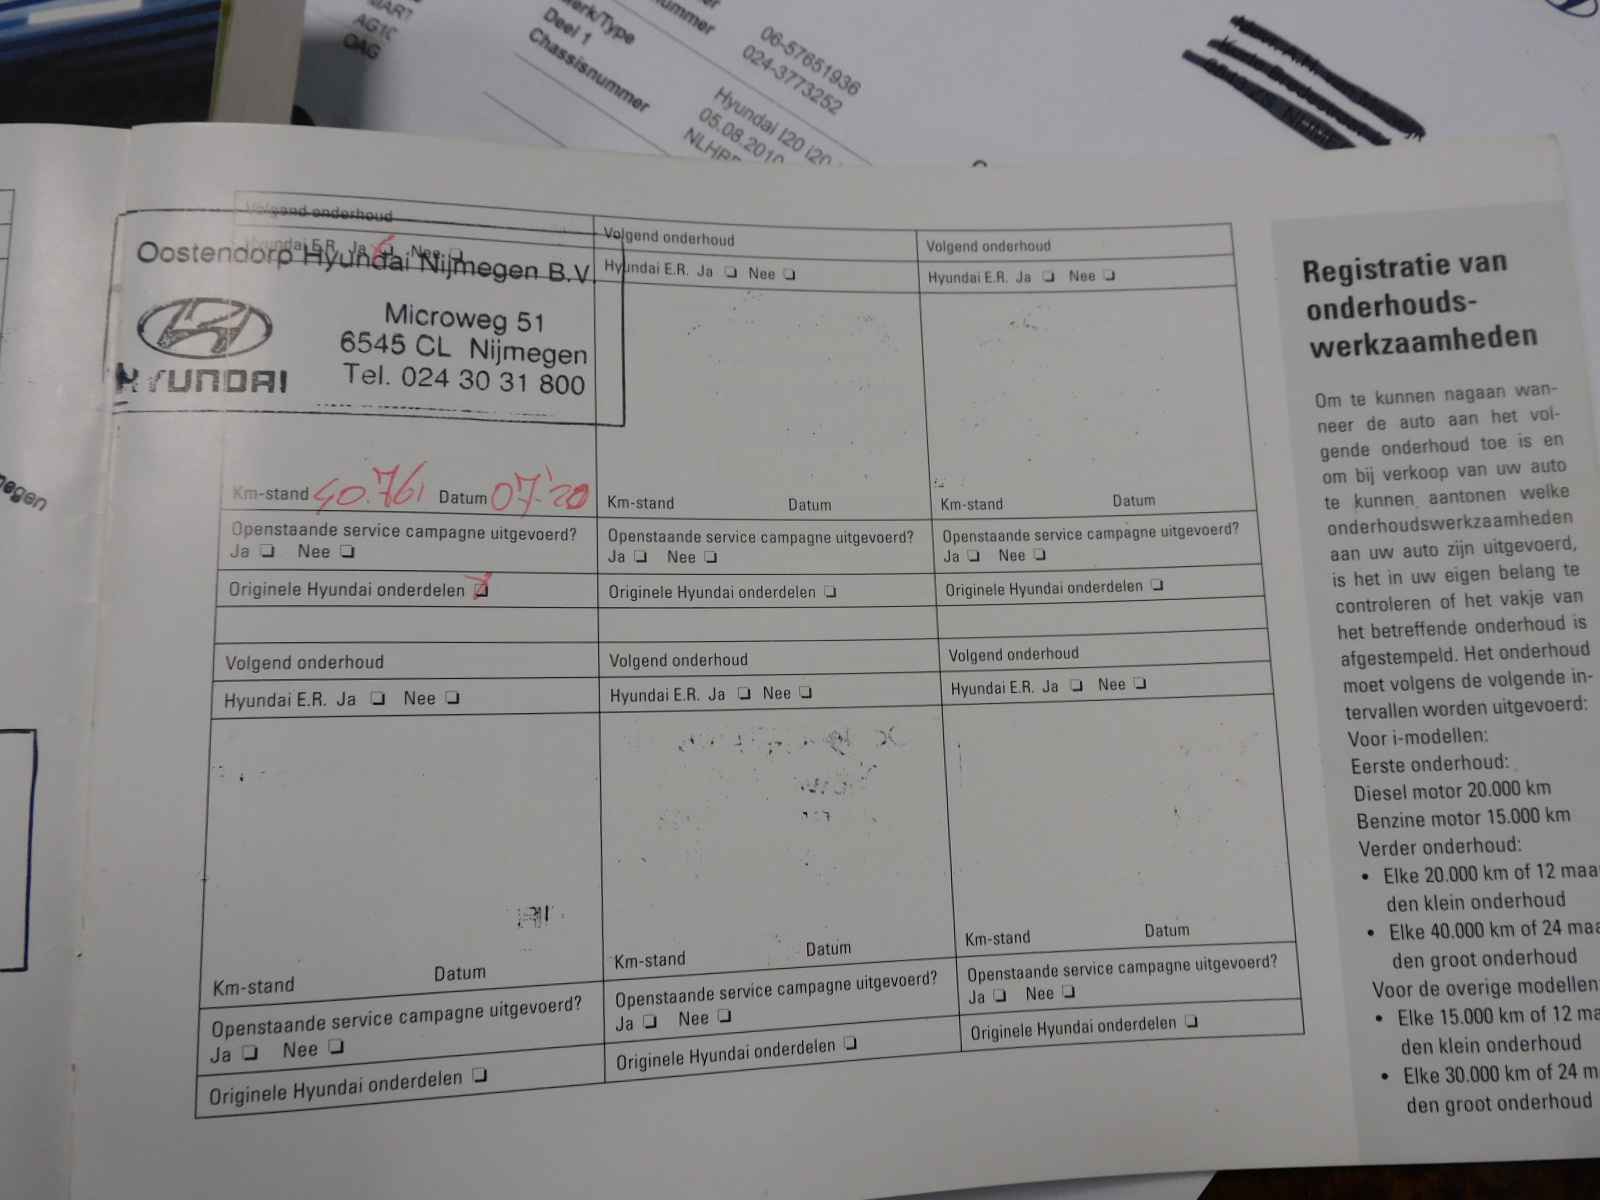 MART
OAG
Merk/Type
Deel 1
Chassisnummer
06-57651936
024-3773252
Hyundai I20 i20
05.08.2010
Volgend onderhoud
Hyundai E.R. Ja ❑ Nee ❑
Oostendorp Hyundai Nijmegen B.V.
HYUNDAI
Microweg 51
6545 CL Nijmegen
Tel. 024 30 31 800
Km-stand 40.761 Datum 07-'20
Openstaande service campagne uitgevoerd?
Ja ❑ Nee ❑
Originele Hyundai onderdelen ❑
Volgend onderhoud
Hyundai E.R. Ja ❑ Nee ❑
Km-stand Datum
Openstaande service campagne uitgevoerd?
Ja ❑ Nee ❑
Originele Hyundai onderdelen ❑
Volgend onderhoud
Hyundai E.R. Ja ❑ Nee ❑
Km-stand Datum
Openstaande service campagne uitgevoerd?
Ja ❑ Nee ❑
Originele Hyundai onderdelen ❑
Volgend onderhoud
Hyundai E.R. Ja ❑ Nee ❑
Km-stand Datum
Openstaande service campagne uitgevoerd?
Ja ❑ Nee ❑
Originele Hyundai onderdelen ❑
Volgend onderhoud
Hyundai E.R. Ja ❑ Nee ❑
Km-stand Datum
Openstaande service campagne uitgevoerd?
Ja ❑ Nee ❑
Originele Hyundai onderdelen ❑
Volgend onderhoud
Hyundai E.R. Ja ❑ Nee ❑
Km-stand Datum
Openstaande service campagne uitgevoerd?
Ja ❑ Nee ❑
Originele Hyundai onderdelen ❑
Registratie van
onderhouds-
werkzaamheden
Om te kunnen nagaan wan-
neer de auto aan het vol-
gende onderhoud toe is en
om bij verkoop van uw auto
te kunnen aantonen welke
onderhoudswerkzaamheden
aan uw auto zijn uitgevoerd,
is het in uw eigen belang te
controleren of het vakje van
het betreffende onderhoud is
afgestempeld. Het onderhoud
moet volgens de volgende in-
tervallen worden uitgevoerd:
Voor i-modellen:
Eerste onderhoud:
Diesel motor 20.000 km
Benzine motor 15.000 km
Verder onderhoud:
• Elke 20.000 km of 12 maa
den klein onderhoud
• Elke 40.000 km of 24 maa
den groot onderhoud
Voor de overige modellen:
• Elke 15.000 km of 12 ma
den klein onderhoud
• Elke 30.000 km of 24 m
den groot onderhoud